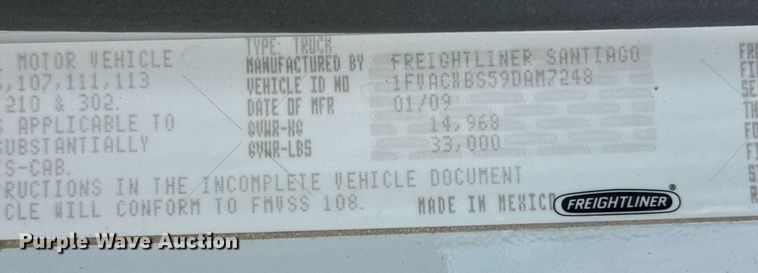 MOTOR VEHICLE
107,111,113
210 & 302.
APPLICABLE TO
SUBSTANTIALLY
S-CAB.
RUCTIONS IN THE INCOMPLETE VEHICLE DOCUMENT
CLE WILL CONFORM TO FMVSS 108.
TYPE: TRUCK
MANUFACTURED BY FREIGHTLINER SANTIAGO
VEHICLE ID NO 1FVACXBS59DAM7248
DATE OF MFR 01/09
GVWR-KG 14,968
GVWR-LBS 33,000
MADE IN MEXICO FREIGHTLINER®
Purple Wave Auction